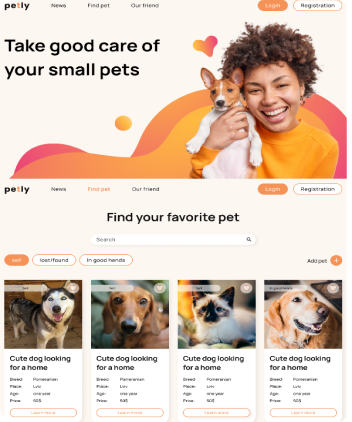 petly News Find pet Our friend Login Registration
Take good care of
your small pets
petly News Find pet Our friend Login Registration
Find your favorite pet
Search
sell lost/found In good hends Add pet +
In good hends
Cute dog looking for a home Cute dog looking for a home Cute dog looking for a home Cute dog looking for a home
Breed: Pomeranian Breed: Pomeranian Breed: Pomeranian Breed: Pomeranian
Place: Lviv Place: Lviv Place: Lviv Place: Lviv
Age: one year Age: one year Age: one year Age: one year
Price: 50$ Price: 50$ Price: 50$ Price: 50$
Learn more Learn more Learn more Learn more